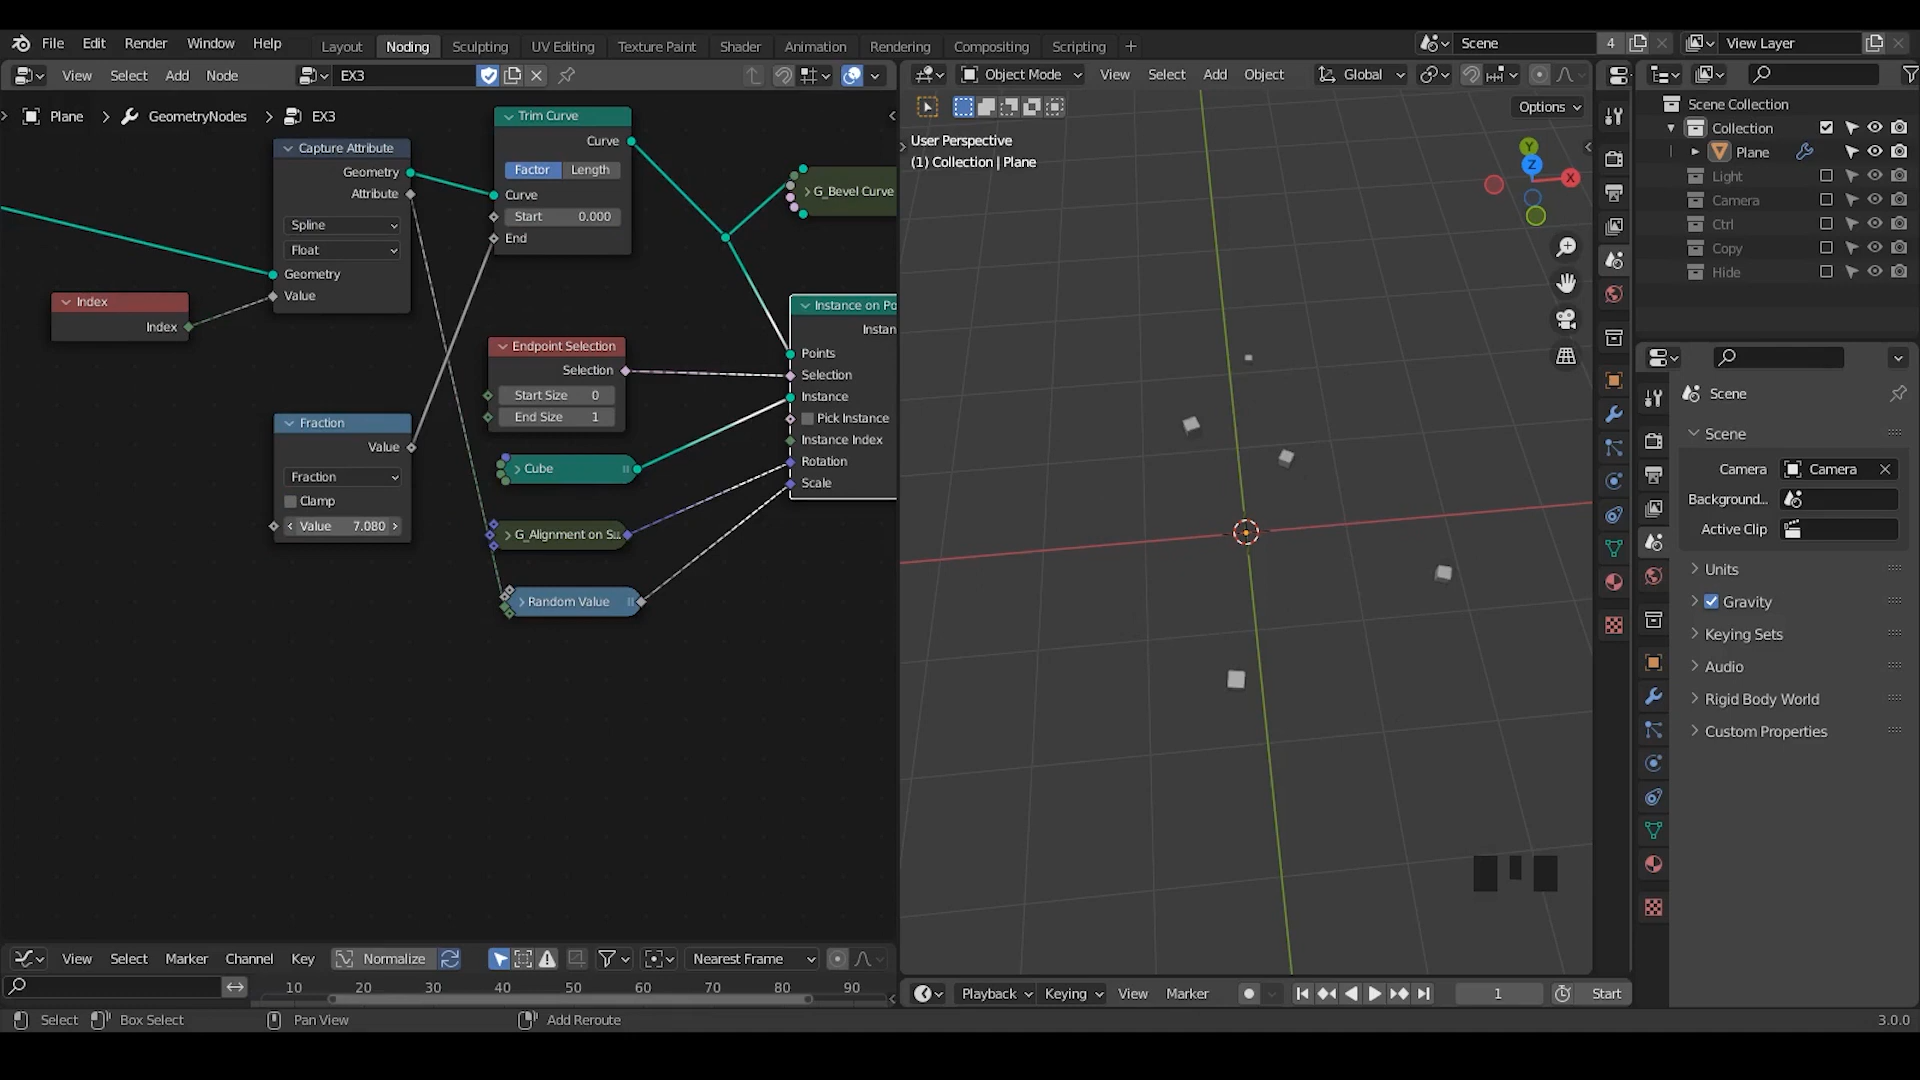 File Edit Render Window Help Layout Noding Sculpting UV Editing Texture Paint Shader Animation Rendering Compositing Scripting + Scene 4 View Layer
View Select Add Node EX3 Object Mode View Select Add Object Global
Options
Plane > GeometryNodes > EX3
Trim Curve
Curve
Factor Length
Curve
Start 0.000
End
Capture Attribute
Geometry
Attribute
Spline
Float
Geometry
Value
Index
Index
G_Bevel Curve
Instance on Po
Instan
Points
Selection
Instance
Pick Instance
Instance Index
Rotation
Scale
Endpoint Selection
Selection
Start Size 0
End Size 1
Fraction
Value
Fraction
Clamp
Value 7.080
Cube
G_Alignment on S..
Random Value
User Perspective
(1) Collection | Plane
Y
Z
X
Scene Collection
Collection
Plane
Light
Camera
Ctrl
Copy
Hide
Scene
Scene
Camera Camera
Background...
Active Clip
Units
Gravity
Keying Sets
Audio
Rigid Body World
Custom Properties
View Select Marker Channel Key Normalize Nearest Frame
10 30 40 50 60 70 80 90
Playback Keying View Marker 1 Start
Select Box Select Pan View Add Reroute 3.0.0